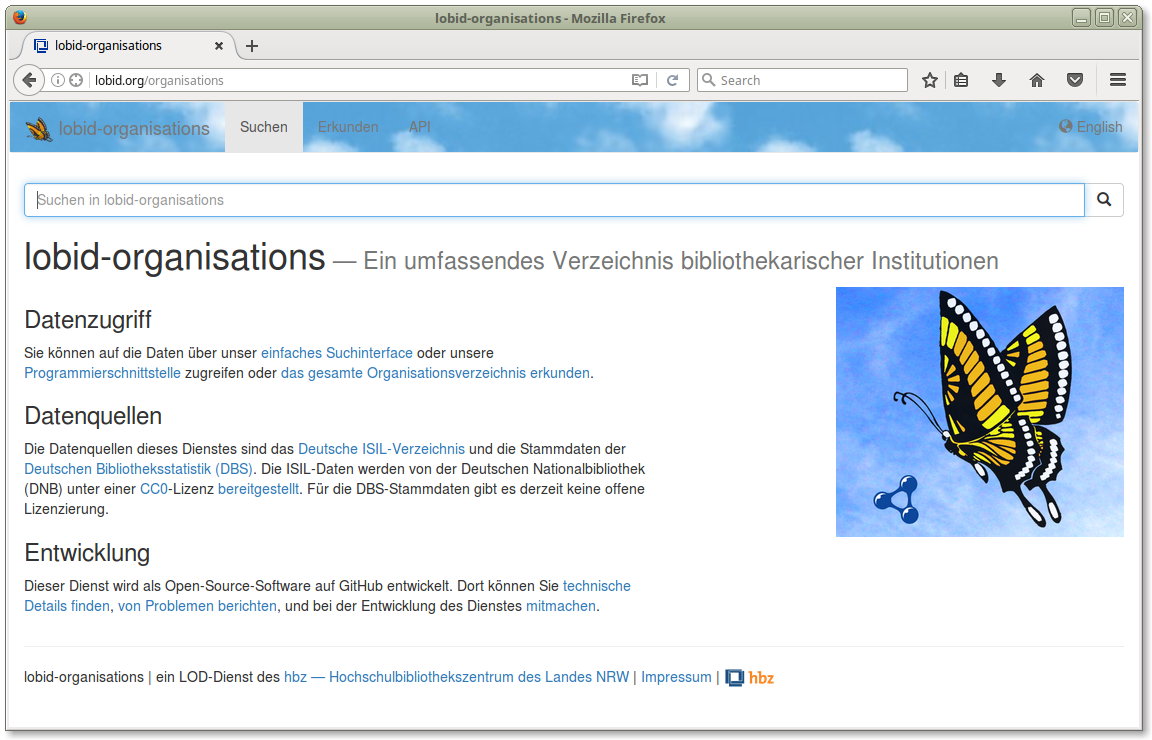 lobid-organisations - Mozilla Firefox
lobid-organisations
lobid.org/organisations
Search
lobid-organisations Suchen Erkunden API English
Suchen in lobid-organisations
lobid-organisations — Ein umfassendes Verzeichnis bibliothekarischer Institutionen
Datenzugriff
Sie können auf die Daten über unser einfaches Suchinterface oder unsere
Programmierschnittstelle zugreifen oder das gesamte Organisationsverzeichnis erkunden.
Datenquellen
Die Datenquellen dieses Dienstes sind das Deutsche ISIL-Verzeichnis und die Stammdaten der
Deutschen Bibliotheksstatistik (DBS). Die ISIL-Daten werden von der Deutschen Nationalbibliothek
(DNB) unter einer CC0-Lizenz bereitgestellt. Für die DBS-Stammdaten gibt es derzeit keine offene
Lizenzierung.
Entwicklung
Dieser Dienst wird als Open-Source-Software auf GitHub entwickelt. Dort können Sie technische
Details finden, von Problemen berichten, und bei der Entwicklung des Dienstes mitmachen.
lobid-organisations | ein LOD-Dienst des hbz — Hochschulbibliothekszentrum des Landes NRW | Impressum | hbz